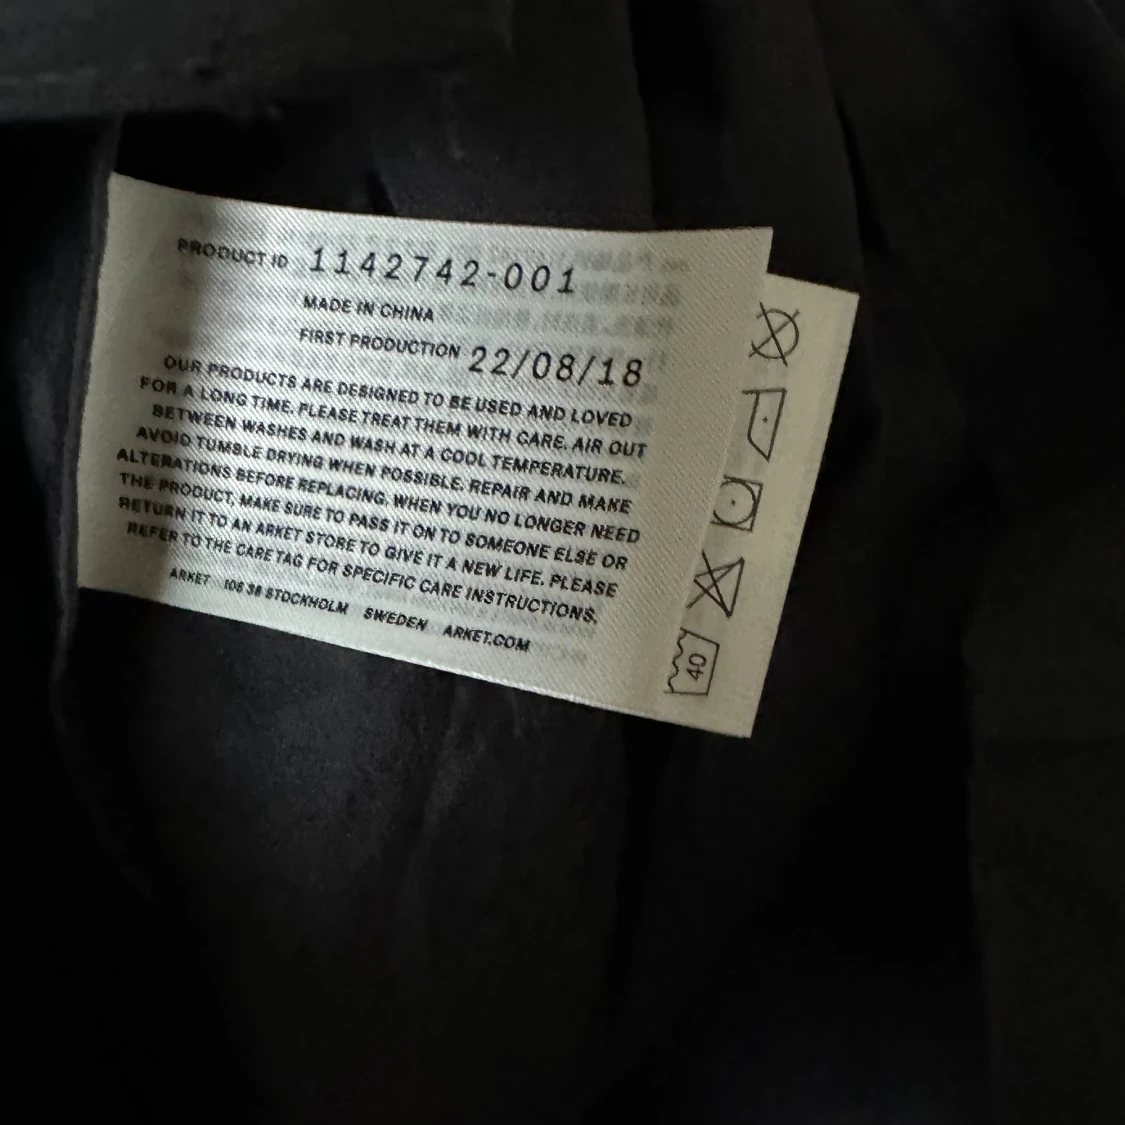 PRODUCT ID 1142742-001
MADE IN CHINA
FIRST PRODUCTION 22/08/18
OUR PRODUCTS ARE DESIGNED TO BE USED AND LOVED
FOR A LONG TIME. PLEASE TREAT THEM WITH CARE. AIR OUT
BETWEEN WASHES AND WASH AT A COOL TEMPERATURE.
AVOID TUMBLE DRYING WHEN POSSIBLE. REPAIR AND MAKE
ALTERATIONS BEFORE REPLACING. WHEN YOU NO LONGER NEED
THE PRODUCT, MAKE SURE TO PASS IT ON TO SOMEONE ELSE OR
RETURN IT TO AN ARKET STORE TO GIVE IT A NEW LIFE. PLEASE
REFER TO THE CARE TAG FOR SPECIFIC CARE INSTRUCTIONS.
ARKET 106 38 STOCKHOLM SWEDEN ARKET.COM
40